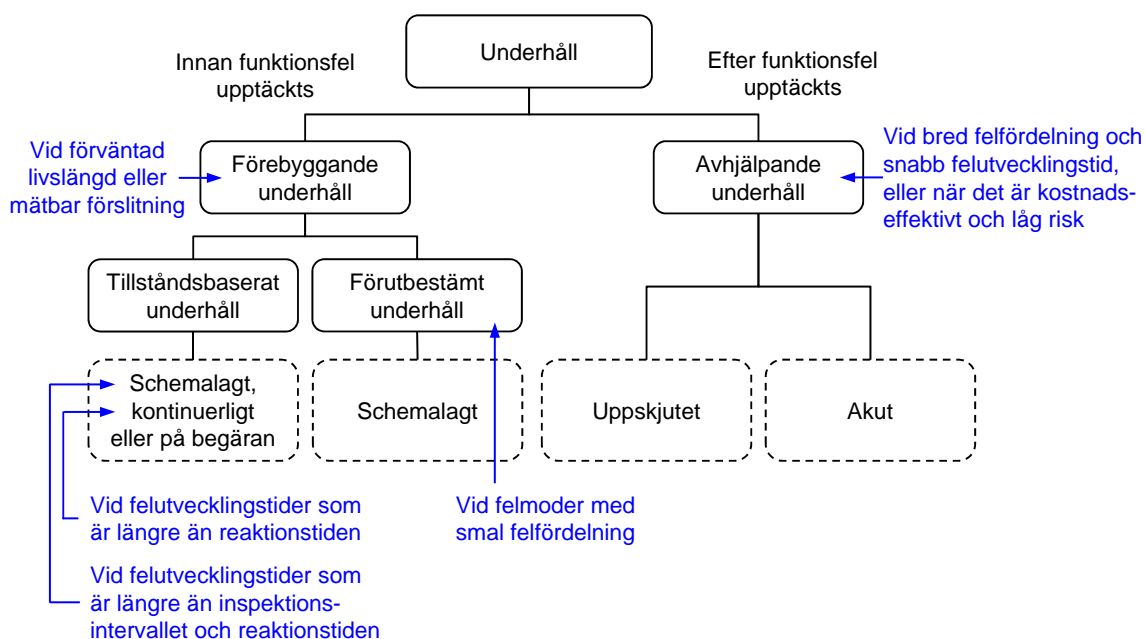 Underhåll
Innan funktionsfel
upptäckts
Efter funktionsfel
upptäckts
Vid förväntad
livslängd eller
mätbar förslitning
Förebyggande
underhåll
Avhjälpande
underhåll
Vid bred felfördelning och
snabb felutvecklingstid,
eller när det är kostnads-
effektivt och låg risk
Tillståndsbaserat
underhåll
Förutbestämt
underhåll
Schemalagt,
kontinuerligt
eller på begäran
Schemalagt
Uppskjutet
Akut
Vid felutvecklingstider som
är längre än reaktionstiden
Vid felmoder med
smal felfördelning
Vid felutvecklingstider som
är längre än inspektions-
intervallet och reaktionstiden